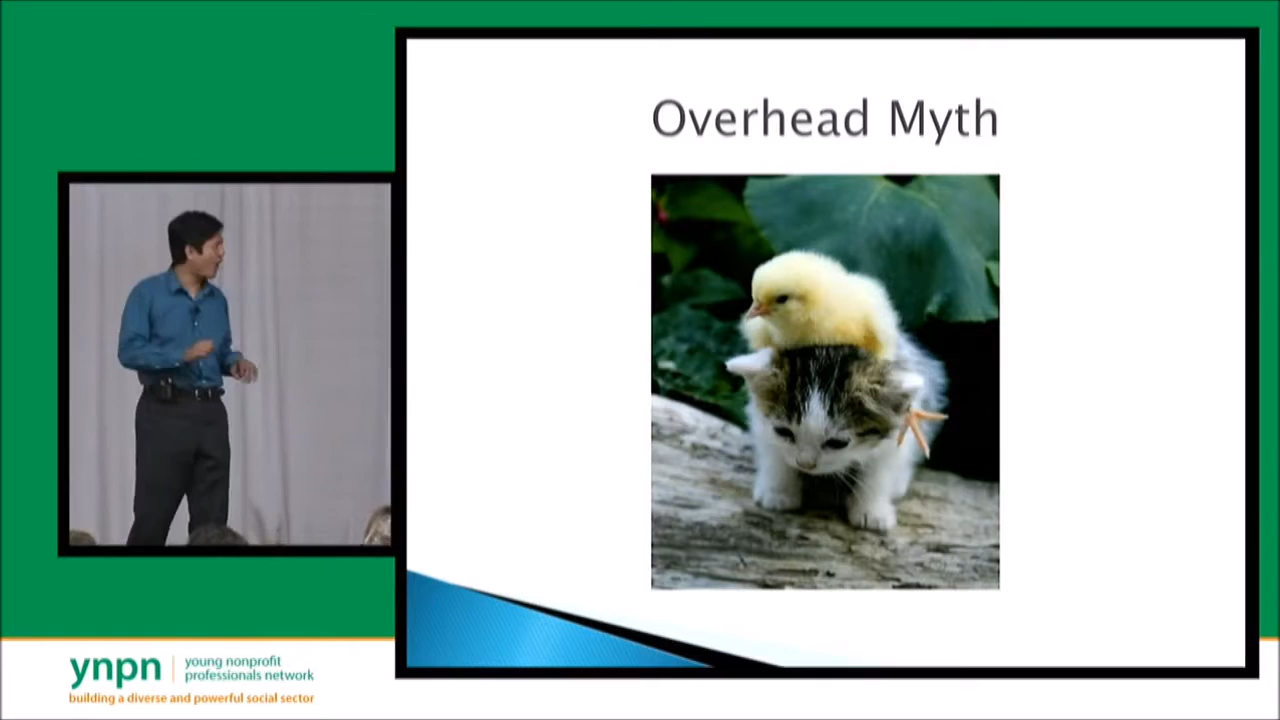 Overhead Myth
ynpn
young nonprofit
professionals network
building a diverse and powerful social sector